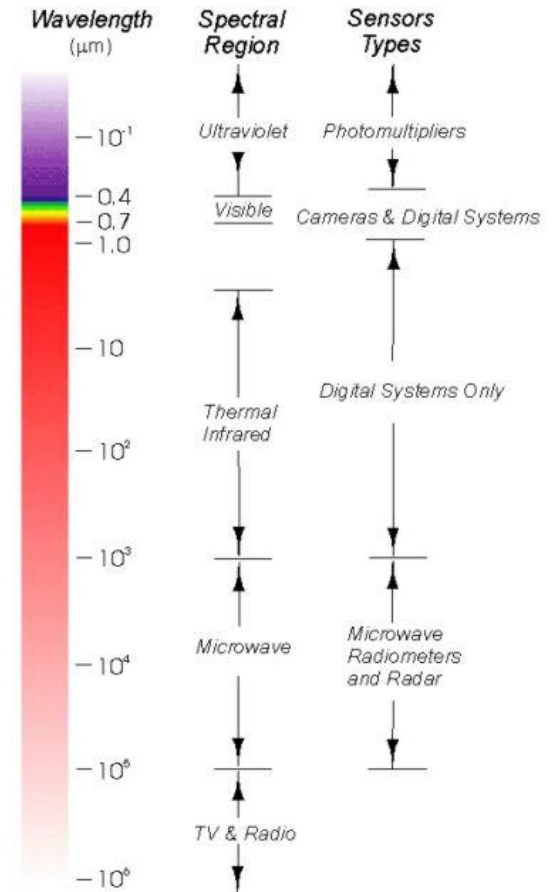 Wavelength
(µm)
Spectral
Region
Sensors
Types
10⁻¹
0.4
0.7
1.0
10
10²
10³
10⁴
10⁶
10⁶
Ultraviolet
Visible
Thermal
Infrared
Microwave
TV & Radio
Photomultipliers
Cameras & Digital Systems
Digital Systems Only
Microwave
Radiometers
and Radar